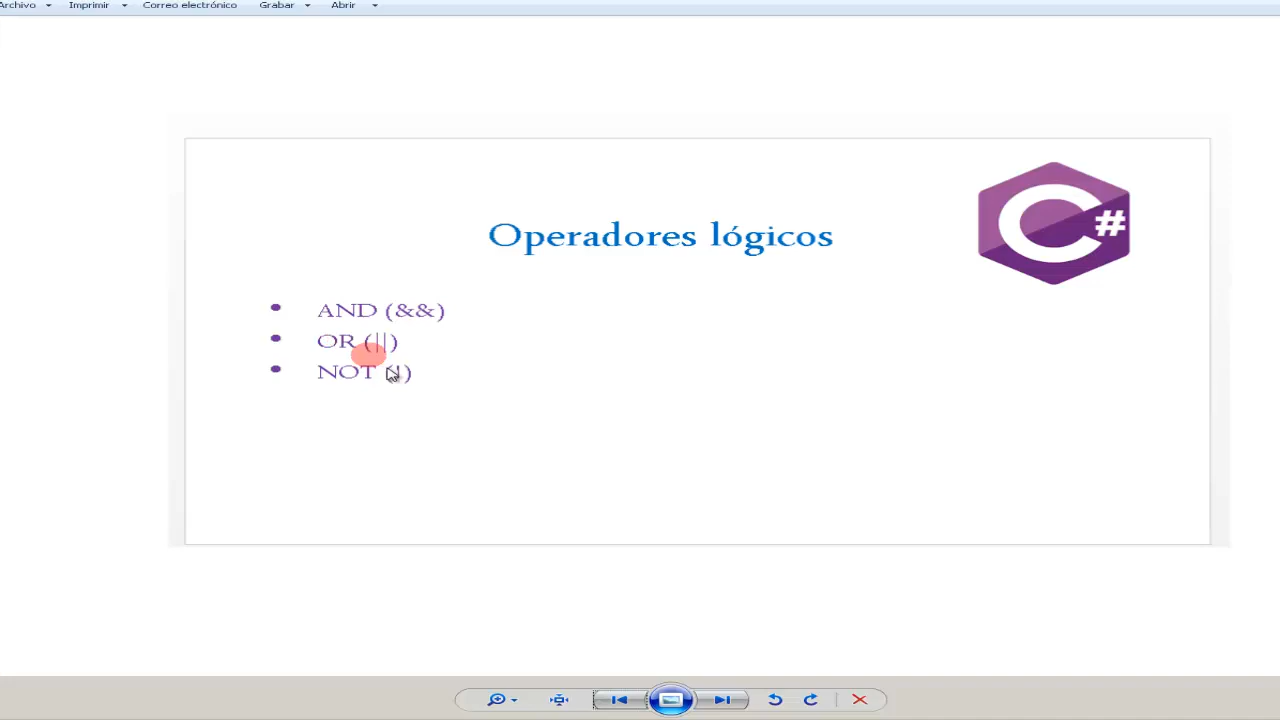 Archivo Imprimir Correo electrónico Grabar Abrir
Operadores lógicos
C#
• AND (&&)
• OR (||)
• NOT (!)